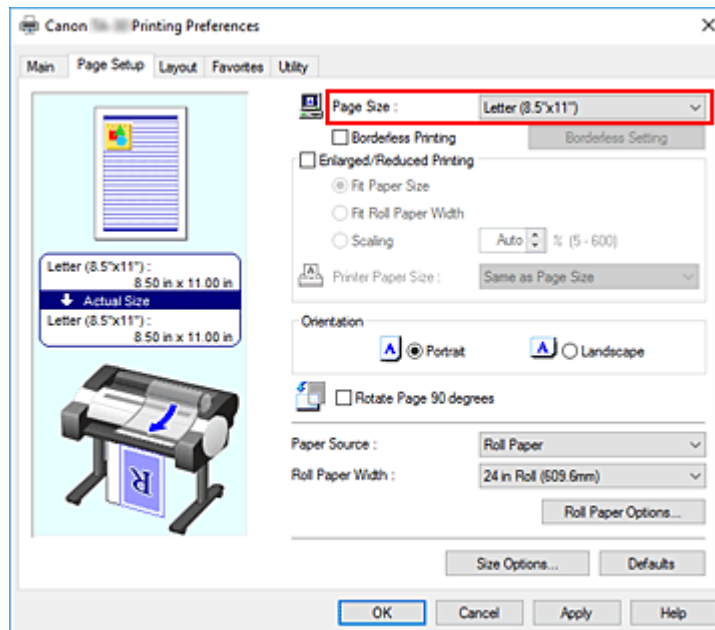 Canon Printing Preferences
Main Page Setup Layout Favorites Utility
Page Size : Letter (8.5"x11")
Borderless Printing Borderless Setting
Enlarged/Reduced Printing
Fit Paper Size
Fit Roll Paper Width
Scaling Auto % (5 - 600)
Printer Paper Size : Same as Page Size
Letter (8.5"x11") :
8.50 in x 11.00 in
Actual Size
Letter (8.5"x11") :
8.50 in x 11.00 in
Orientation
A Portrait A Landscape
Rotate Page 90 degrees
Paper Source : Roll Paper
Roll Paper Width : 24 in Roll (609.6mm)
Roll Paper Options...
R
Size Options... Defaults
OK Cancel Apply Help